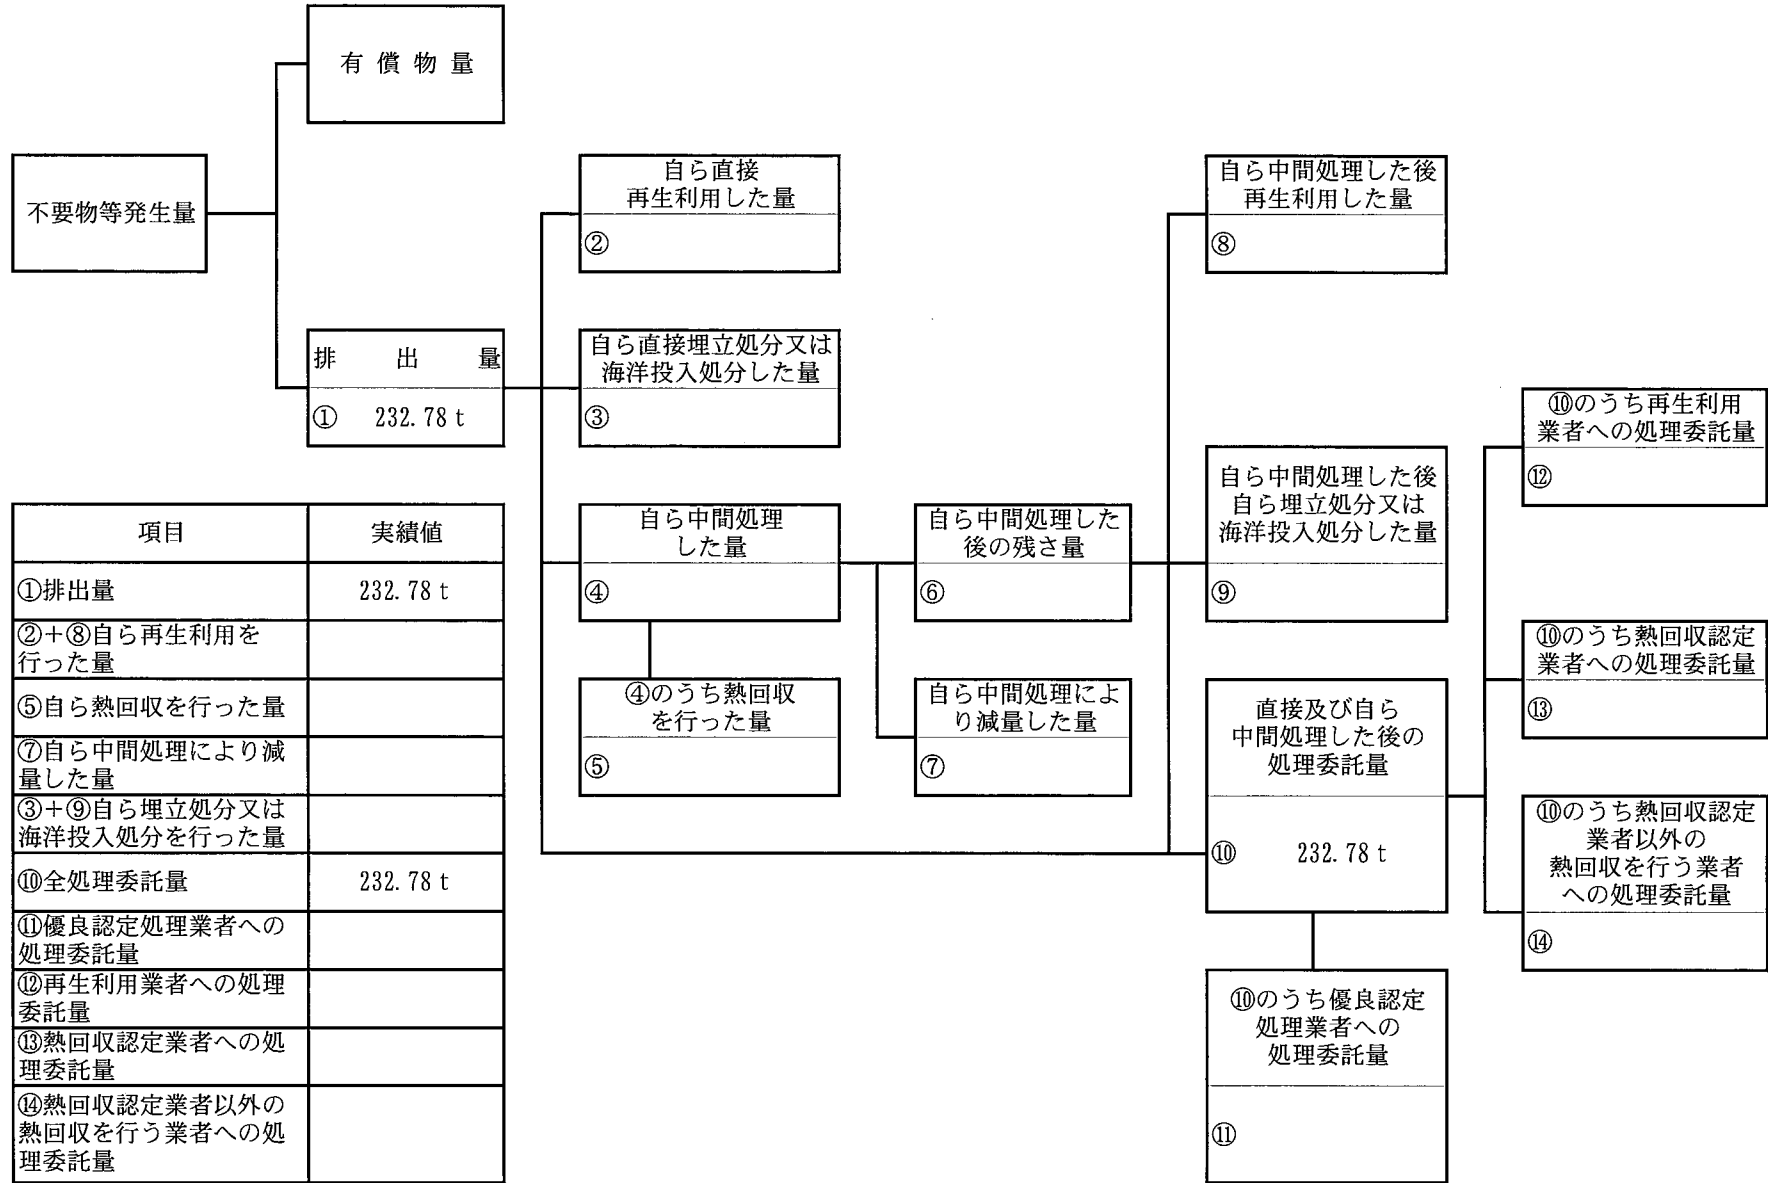 有償物量
不要物等発生量
排出量
① 232.78 t
自ら直接
再生利用した量
②
自ら直接埋立処分又は
海洋投入処分した量
③
自ら中間処理
した量
④
④のうち熱回収
を行った量
⑤
自ら中間処理した
後の残さ量
⑥
自ら中間処理によ
り減量した量
⑦
自ら中間処理した後
再生利用した量
⑧
自ら中間処理した後
自ら埋立処分又は
海洋投入処分した量
⑨
直接及び自ら
中間処理した後の
処理委託量
⑩ 232.78 t
⑩のうち優良認定
処理業者への
処理委託量
⑪
⑩のうち再生利用
業者への処理委託量
⑫
⑩のうち熱回収認定
業者への処理委託量
⑬
⑩のうち熱回収認定
業者以外の
熱回収を行う業者
への処理委託量
⑭
項目 実績値
①排出量 232.78 t
②+⑧自ら再生利用を
行った量
⑤自ら熱回収を行った量
⑦自ら中間処理により減
量した量
③+⑨自ら埋立処分又は
海洋投入処分を行った量
⑩全処理委託量 232.78 t
⑪優良認定処理業者への
処理委託量
⑫再生利用業者への処理
委託量
⑬熱回収認定業者への処
理委託量
⑭熱回収認定業者以外の
熱回収を行う業者への処
理委託量